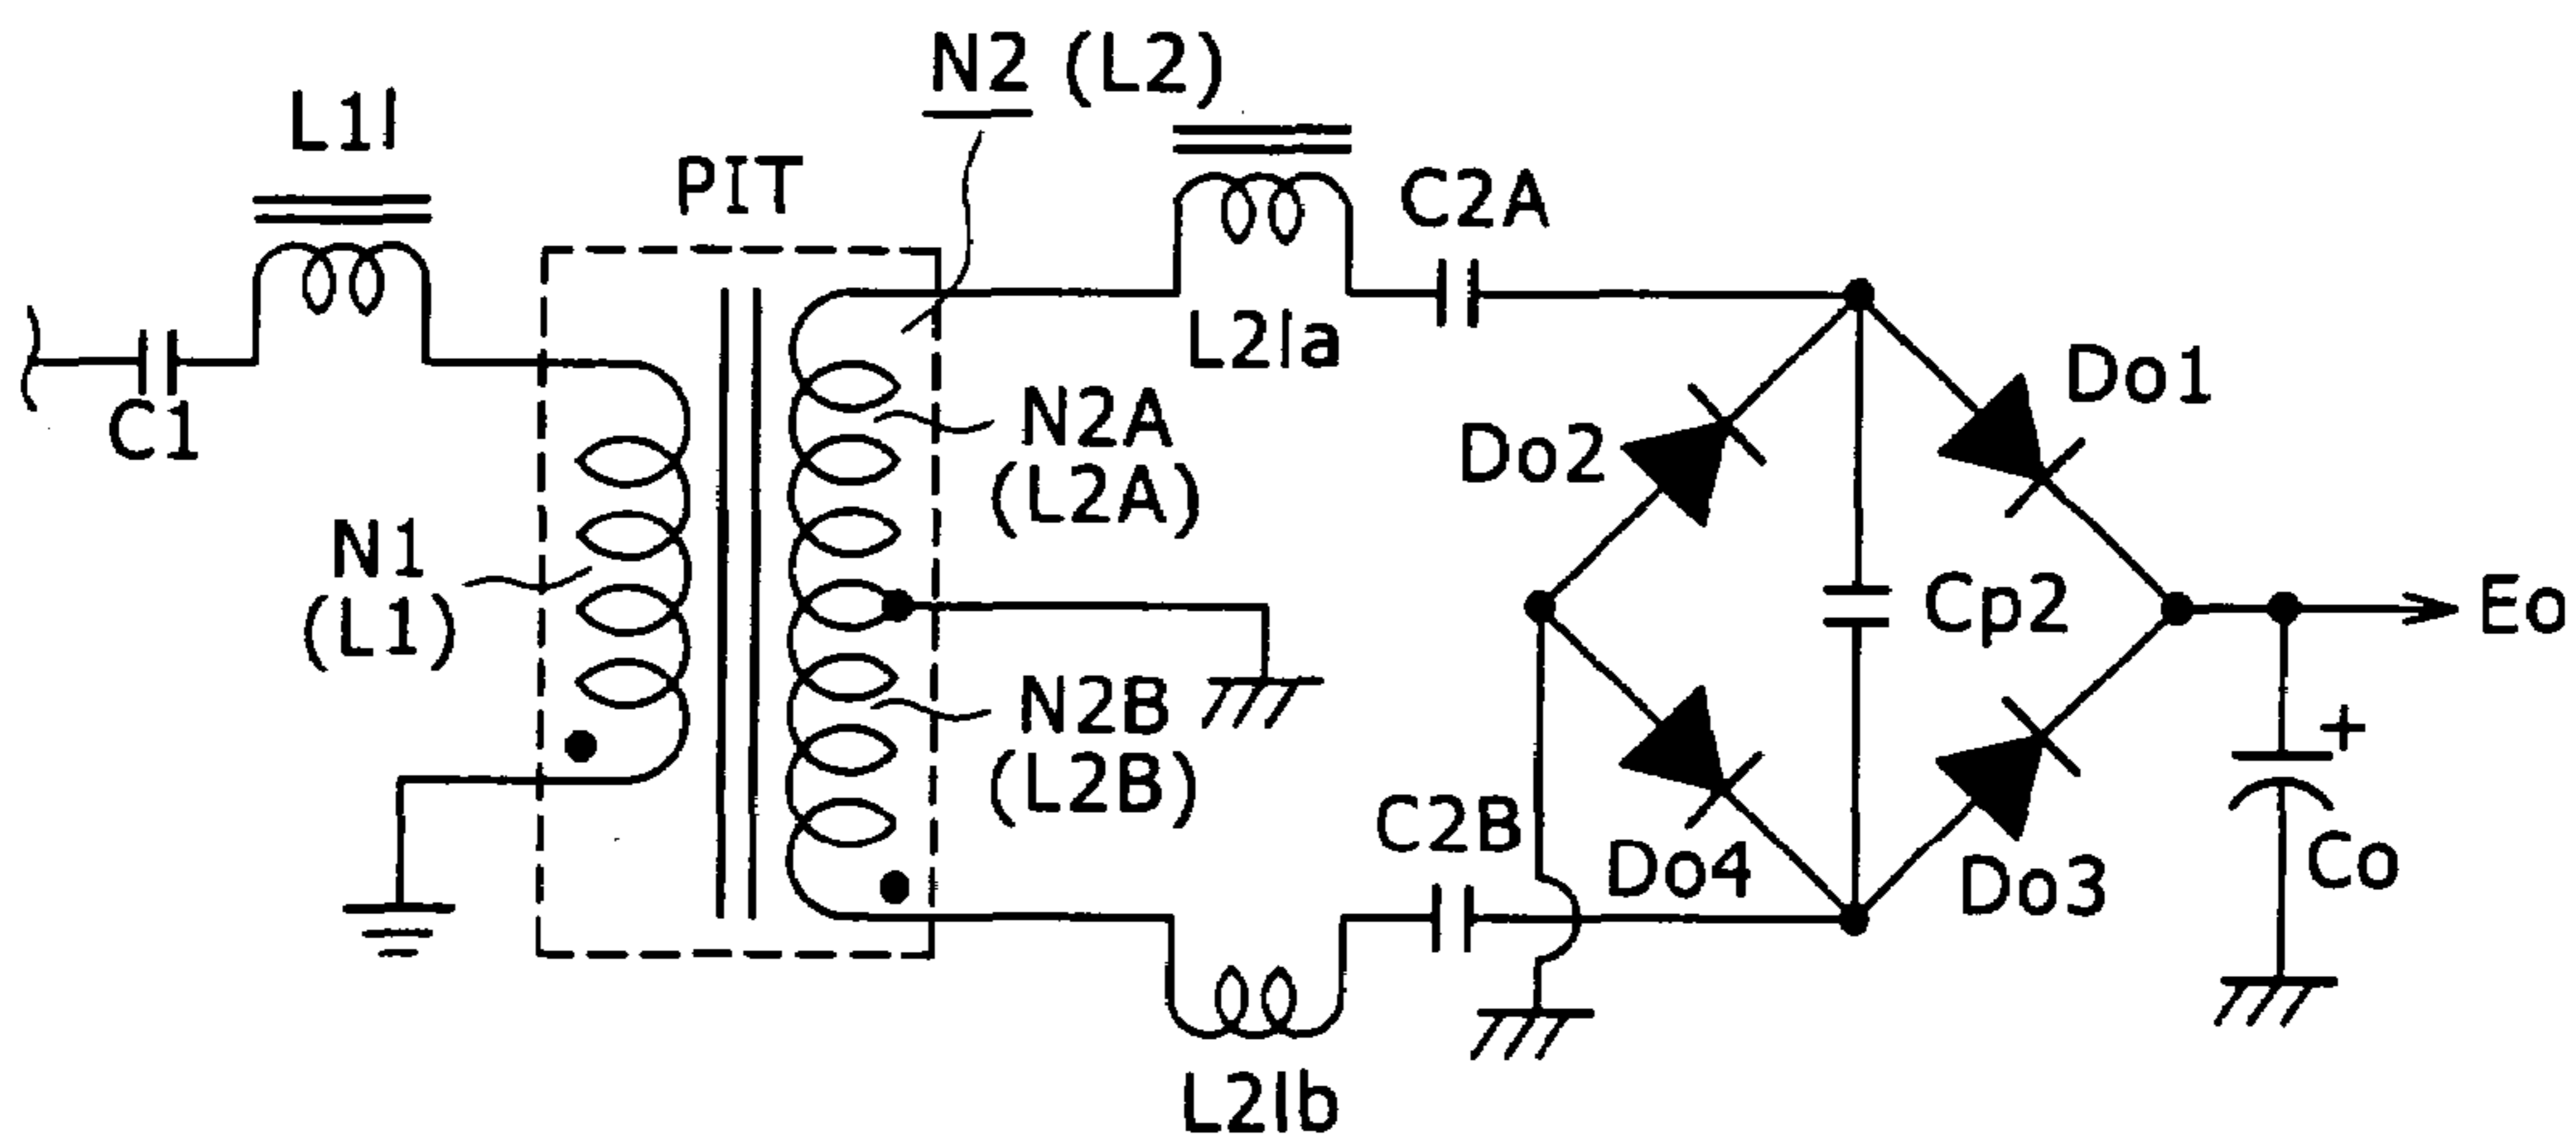 N2 (L2)
L1l
PIT
C2A
L2la
Do1
Do2
C1
N2A
(L2A)
N1
(L1)
Cp2
Eo
N2B
(L2B)
+
C2B
Do4
Do3
Co
L2lb